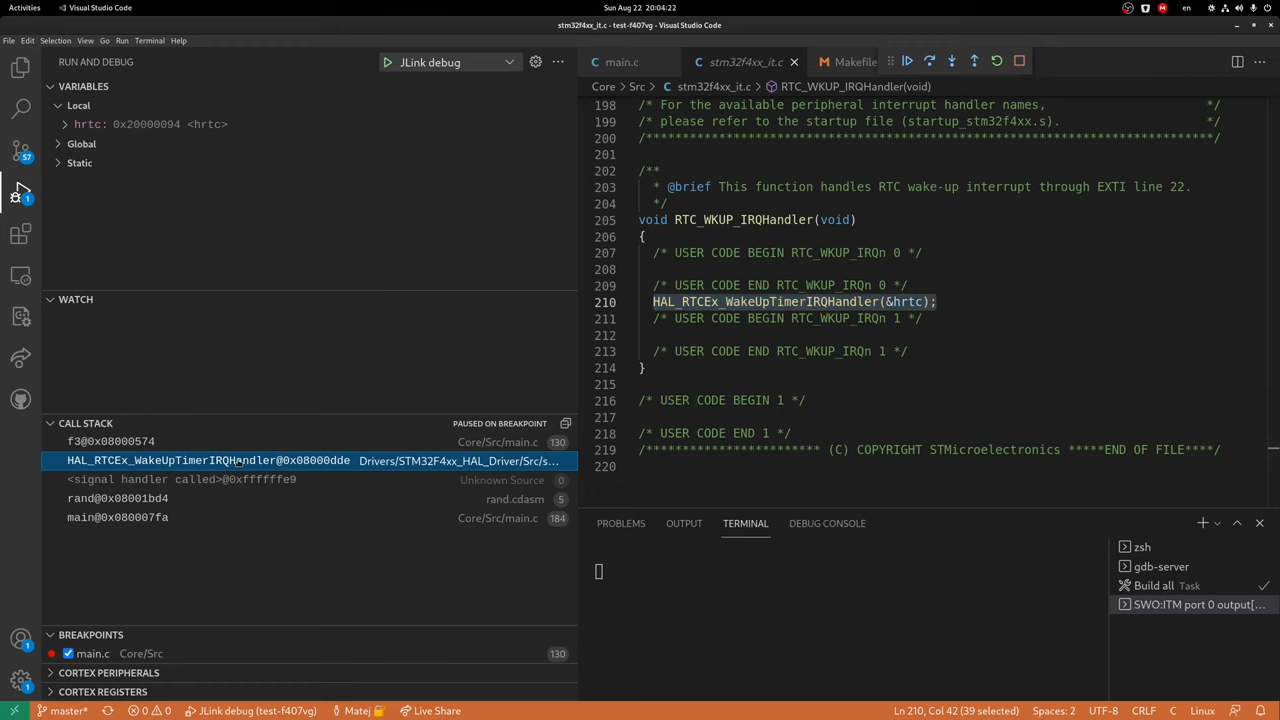 Activities
Visual Studio Code
Sun Aug 22 20:04:22
M
en
stm32f4xx_it.c - test-f407vg - Visual Studio Code
File Edit Selection View Go Run Terminal Help
RUN AND DEBUG
JLink debug
main.c
stm32f4xx_it.c
Makefile
VARIABLES
Local
hrtc: 0x20000094 <hrtc>
Global
Static
57
1
WATCH
CALL STACK
PAUSED ON BREAKPOINT
f3@0x08000574 Core/Src/main.c 130
HAL_RTCEx_WakeUpTimerIRQHandler@0x08000dde Drivers/STM32F4xx_HAL_Driver/Src/s...
<signal handler called>@0xffffffe9 Unknown Source 0
rand@0x08001bd4 rand.cdasm 5
main@0x080007fa Core/Src/main.c 184
BREAKPOINTS
main.c Core/Src 130
CORTEX PERIPHERALS
CORTEX REGISTERS
1
1
Core > Src > C stm32f4xx_it.c > RTC_WKUP_IRQHandler(void)
198 /* For the available peripheral interrupt handler names, */
199 /* please refer to the startup file (startup_stm32f4xx.s). */
200 /******************************************************************************/
201
202 /**
203 * @brief This function handles RTC wake-up interrupt through EXTI line 22.
204 */
205 void RTC_WKUP_IRQHandler(void)
206 {
207 /* USER CODE BEGIN RTC_WKUP_IRQn 0 */
208
209 /* USER CODE END RTC_WKUP_IRQn 0 */
210 HAL_RTCEx_WakeUpTimerIRQHandler(&hrtc);
211 /* USER CODE BEGIN RTC_WKUP_IRQn 1 */
212
213 /* USER CODE END RTC_WKUP_IRQn 1 */
214 }
215
216 /* USER CODE BEGIN 1 */
217
218 /* USER CODE END 1 */
219 /************************ (C) COPYRIGHT STMicroelectronics *****END OF FILE****/
220
PROBLEMS OUTPUT TERMINAL DEBUG CONSOLE
zsh
gdb-server
Build all Task
SWO:ITM port 0 output[...
master* 0 0 JLink debug (test-f407vg) Matej Live Share
Ln 210, Col 42 (39 selected) Spaces: 2 UTF-8 CRLF C Linux